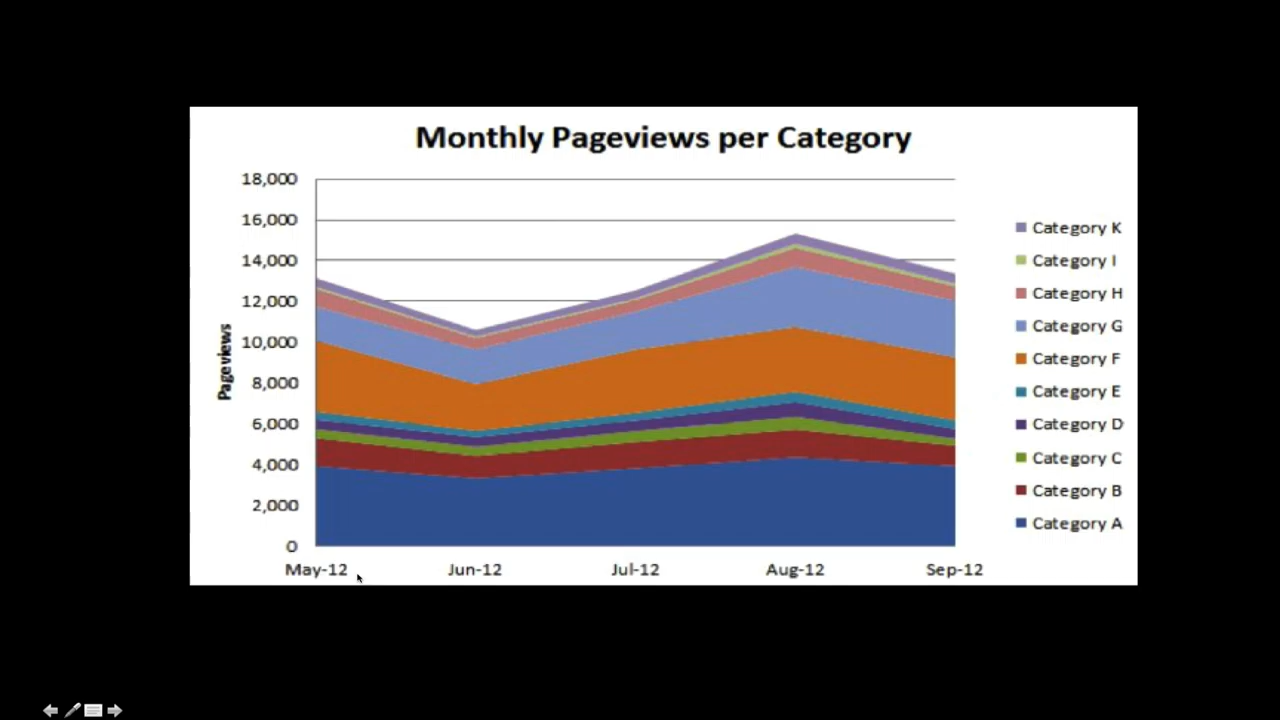 Monthly Pageviews per Category
18,000
16,000
14,000
12,000
10,000
8,000
6,000
4,000
2,000
0
Pageviews
May-12 Jun-12 Jul-12 Aug-12 Sep-12
Category K
Category I
Category H
Category G
Category F
Category E
Category D
Category C
Category B
Category A